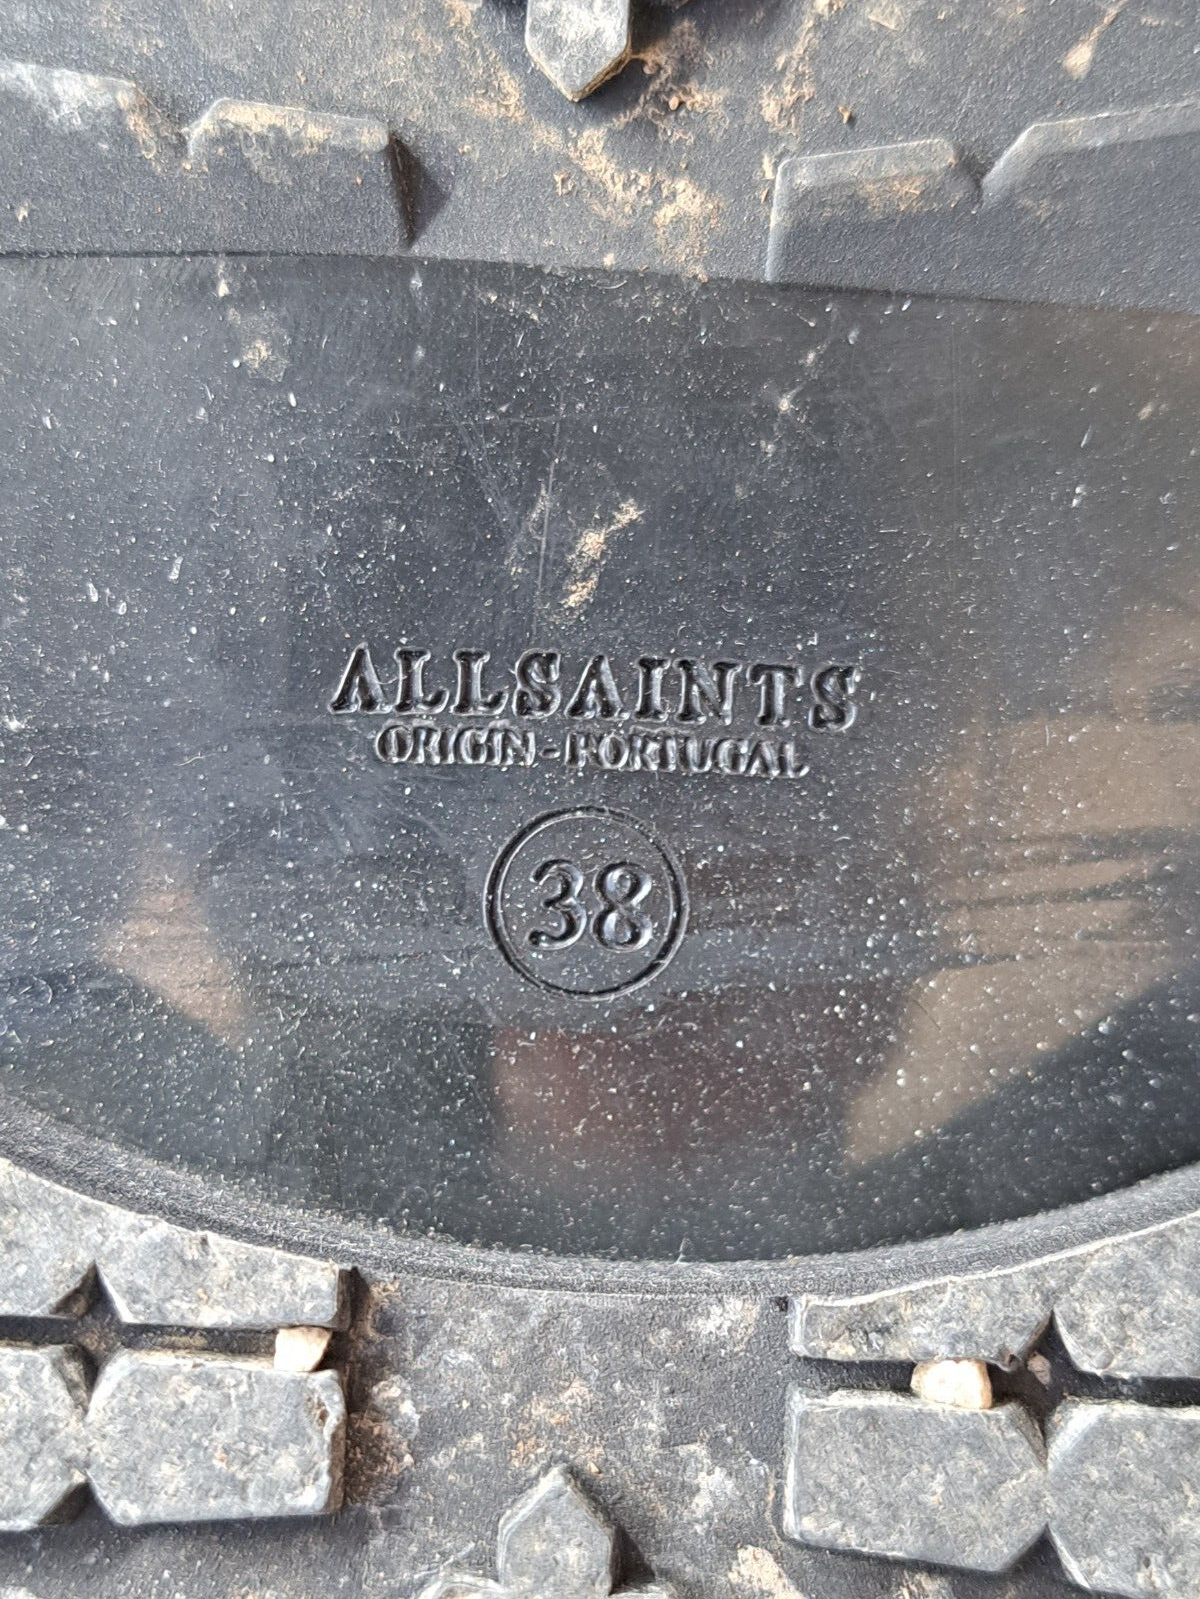 ALLSAINTS
ORIGIN - PORTUGAL
38